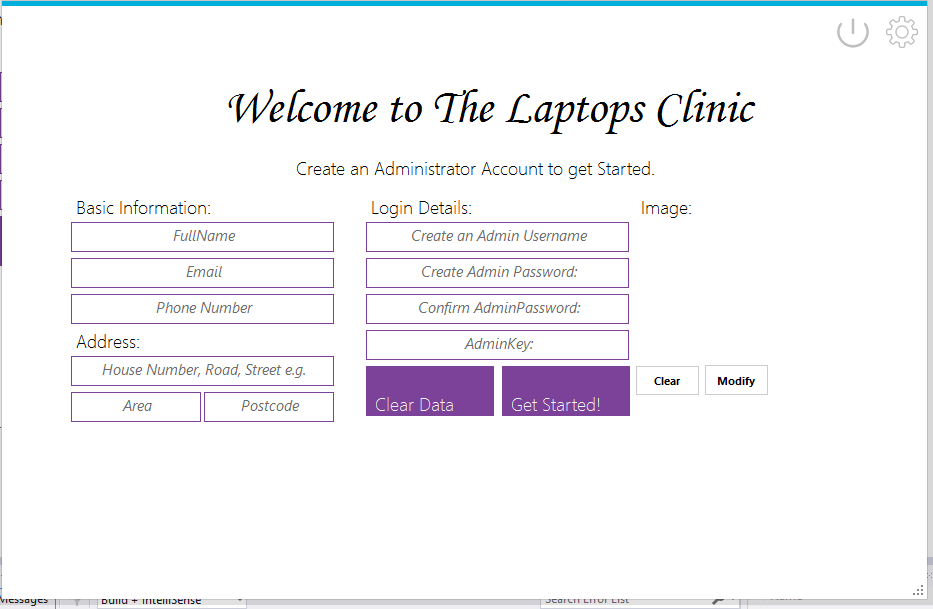 Welcome to The Laptops Clinic
Create an Administrator Account to get Started.
Basic Information:
FullName
Email
Phone Number
Address:
House Number, Road, Street e.g.
Area
Postcode
Login Details:
Create an Admin Username
Create Admin Password:
Confirm AdminPassword:
AdminKey:
Clear Data
Get Started!
Image:
Clear
Modify
Messages
Build + IntelliSense
Search Error List